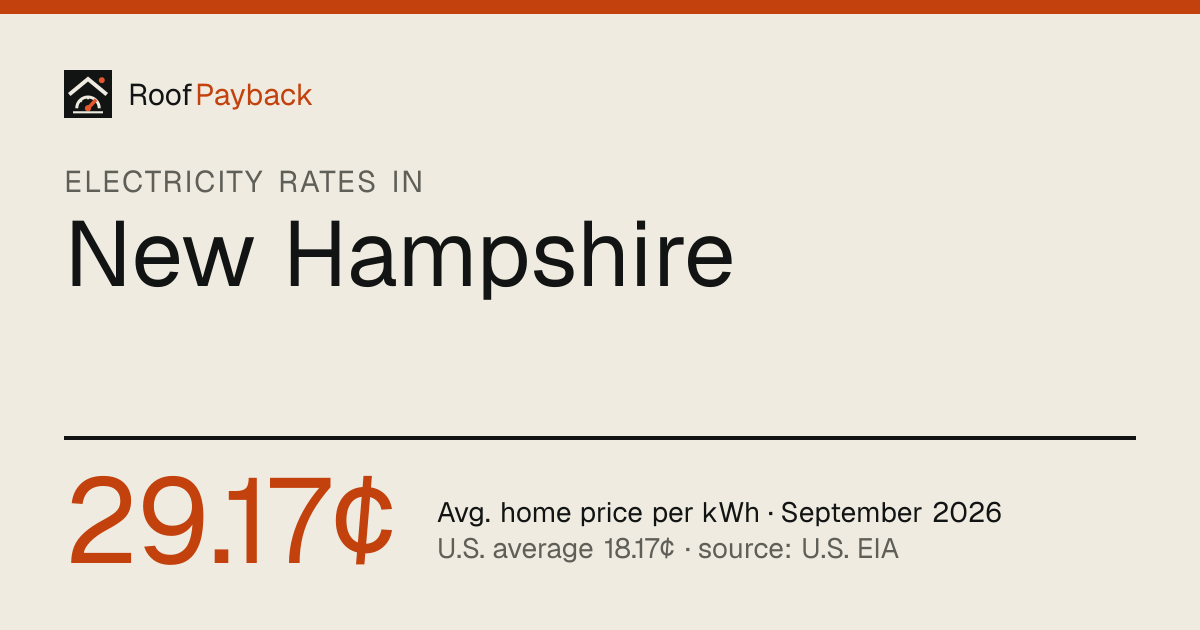 RoofPayback
ELECTRICITY RATES IN
New Hampshire
29.17¢
Avg. home price per kWh · September 2026
U.S. average 18.17¢ · source: U.S. EIA